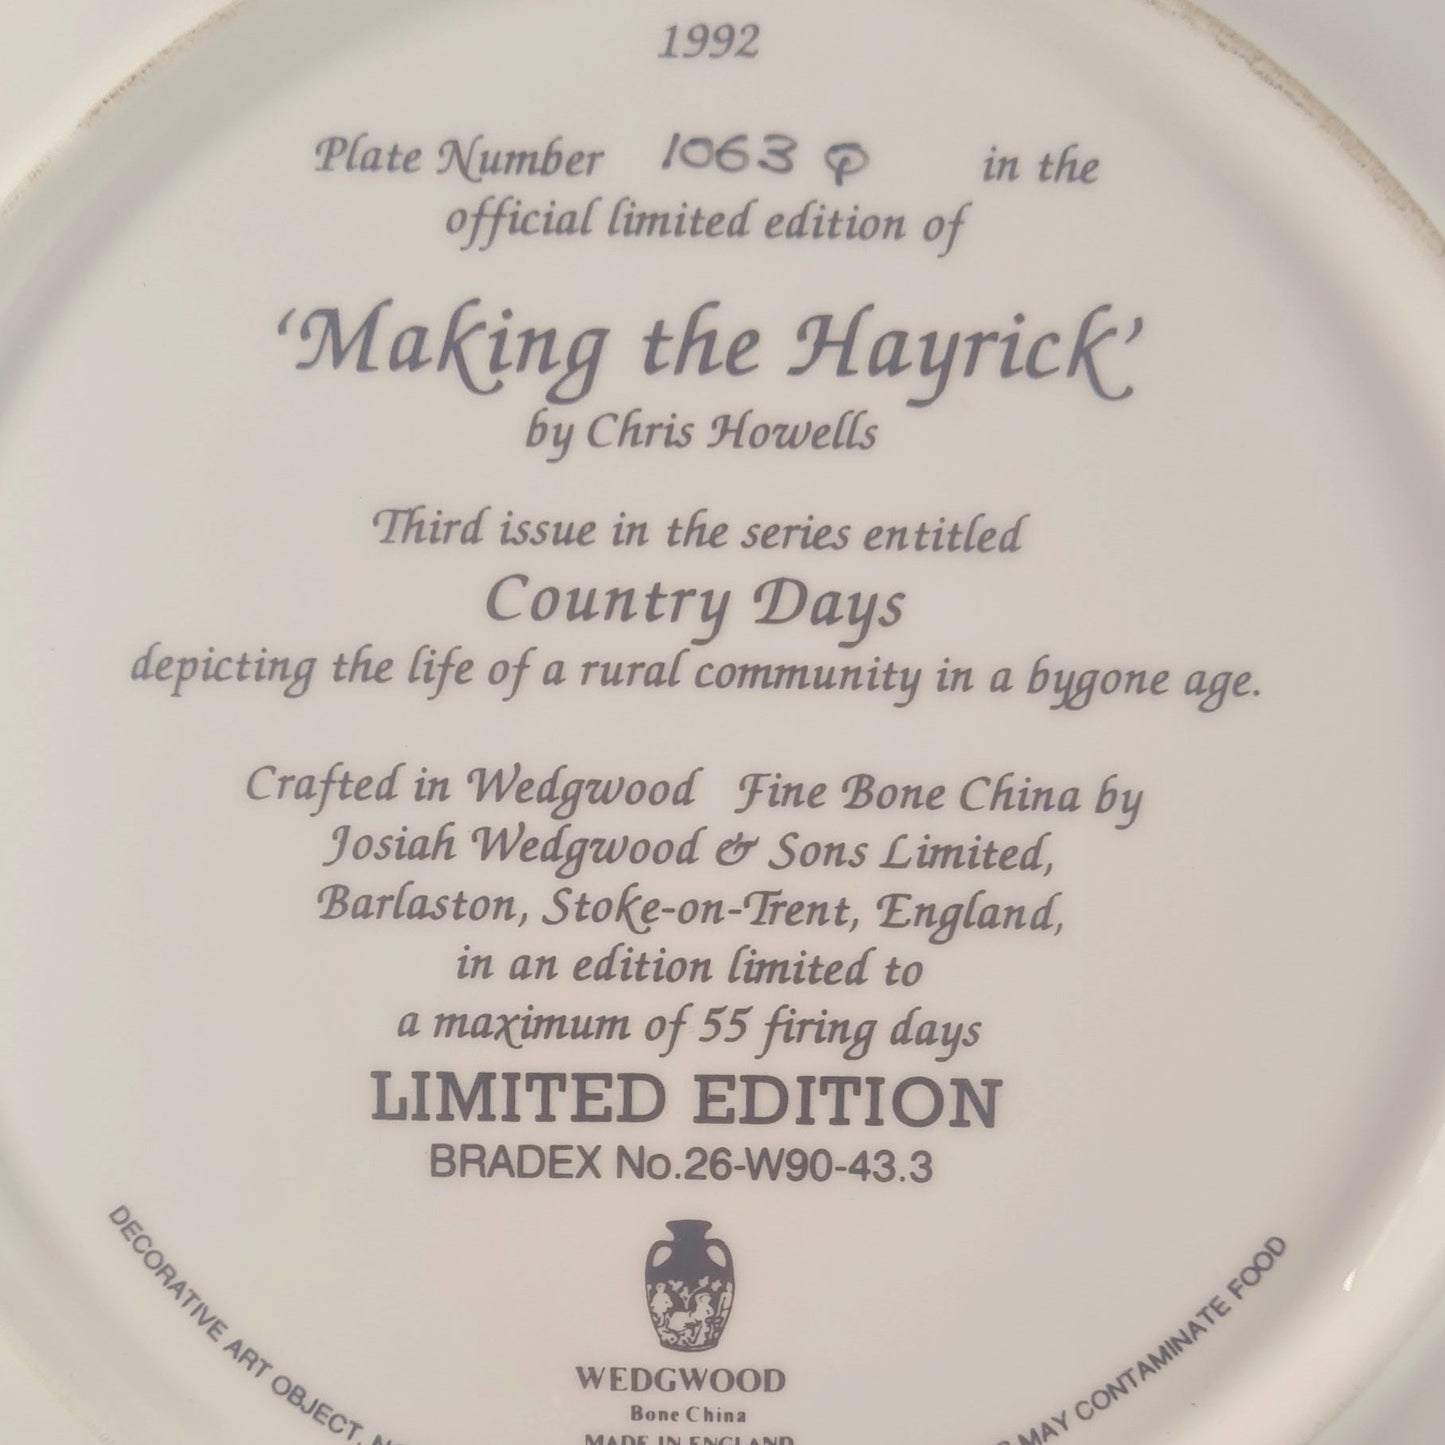 1992
Plate Number 1063 in the
official limited edition of
‘Making the Hayrick’
by Chris Howells
Third issue in the series entitled
Country Days
depicting the life of a rural community in a bygone age.
Crafted in Wedgwood Fine Bone China by
Josiah Wedgwood & Sons Limited,
Barlaston, Stoke-on-Trent, England,
in an edition limited to
a maximum of 55 firing days
LIMITED EDITION
BRADEX No.26-W90-43.3
WEDGWOOD
Bone China
MADE IN ENGLAND
DECORATIVE ART OBJECT,
MAY CONTAMINATE FOOD